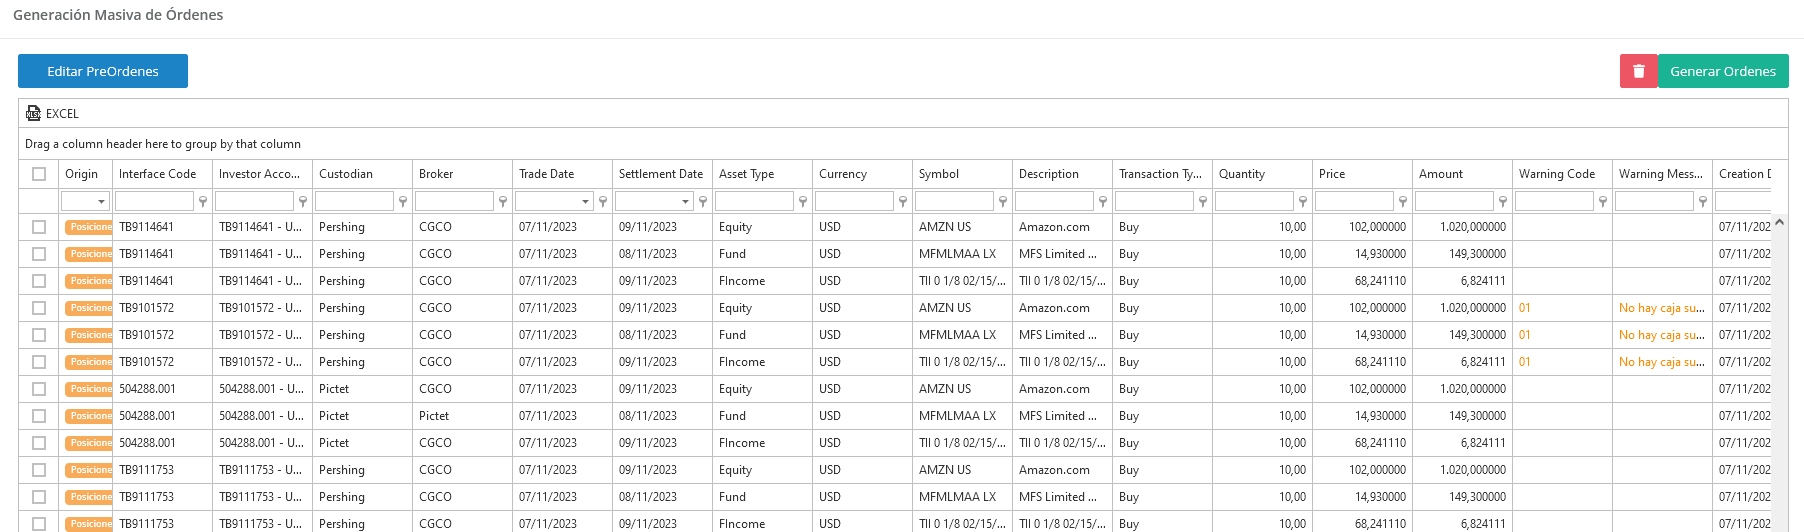 Generación Masiva de Órdenes
Editar PreOrdenes
Generar Ordenes
EXCEL
Drag a column header here to group by that column
Origin Interface Code Investor Acco... Custodian Broker Trade Date Settlement Date Asset Type Currency Symbol Description Transaction Ty... Quantity Price Amount Warning Code Warning Mess... Creation D
Posicione TB9114641 TB9114641 - U... Pershing CGCO 07/11/2023 09/11/2023 Equity USD AMZN US Amazon.com Buy 10,00 102,000000 1.020,000000 07/11/202
Posicione TB9114641 TB9114641 - U... Pershing CGCO 07/11/2023 08/11/2023 Fund USD MFMLMAA LX MFS Limited ... Buy 10,00 14,930000 149,300000 07/11/202
Posicione TB9114641 TB9114641 - U... Pershing CGCO 07/11/2023 09/11/2023 FIncome USD TII 0 1/8 02/15/... TII 0 1/8 02/15/... Buy 10,00 68,241110 6,824111 07/11/202
Posicione TB9101572 TB9101572 - U... Pershing CGCO 07/11/2023 09/11/2023 Equity USD AMZN US Amazon.com Buy 10,00 102,000000 1.020,000000 01 No hay caja su... 07/11/202
Posicione TB9101572 TB9101572 - U... Pershing CGCO 07/11/2023 08/11/2023 Fund USD MFMLMAA LX MFS Limited ... Buy 10,00 14,930000 149,300000 01 No hay caja su... 07/11/202
Posicione TB9101572 TB9101572 - U... Pershing CGCO 07/11/2023 09/11/2023 FIncome USD TII 0 1/8 02/15/... TII 0 1/8 02/15/... Buy 10,00 68,241110 6,824111 01 No hay caja su... 07/11/202
Posicione 504288.001 504288.001 - U... Pictet CGCO 07/11/2023 09/11/2023 Equity USD AMZN US Amazon.com Buy 10,00 102,000000 1.020,000000 07/11/202
Posicione 504288.001 504288.001 - U... Pictet Pictet 07/11/2023 08/11/2023 Fund USD MFMLMAA LX MFS Limited ... Buy 10,00 14,930000 149,300000 07/11/202
Posicione 504288.001 504288.001 - U... Pictet CGCO 07/11/2023 09/11/2023 FIncome USD TII 0 1/8 02/15/... TII 0 1/8 02/15/... Buy 10,00 68,241110 6,824111 07/11/202
Posicione TB9111753 TB9111753 - U... Pershing CGCO 07/11/2023 09/11/2023 Equity USD AMZN US Amazon.com Buy 10,00 102,000000 1.020,000000 07/11/202
Posicione TB9111753 TB9111753 - U... Pershing CGCO 07/11/2023 08/11/2023 Fund USD MFMLMAA LX MFS Limited ... Buy 10,00 14,930000 149,300000 07/11/202
Posicione TB9111753 TB9111753 - U... Pershing CGCO 07/11/2023 09/11/2023 FIncome USD TII 0 1/8 02/15/... TII 0 1/8 02/15/... Buy 10,00 68,241110 6,824111 07/11/202